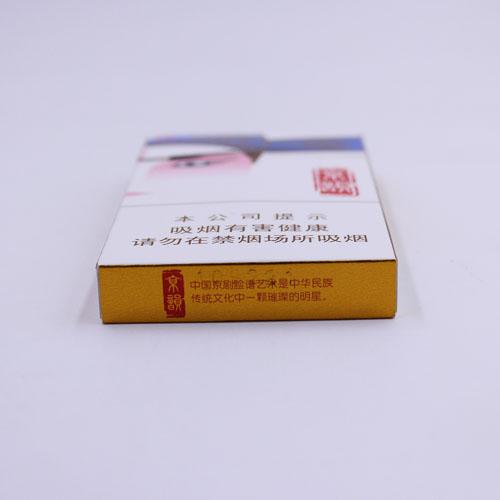 京韵
本公司提示
吸烟有害健康
请勿在禁烟场所吸烟
京韻
中国京剧脸谱艺术是中华民族
传统文化中一颗璀璨的明星。